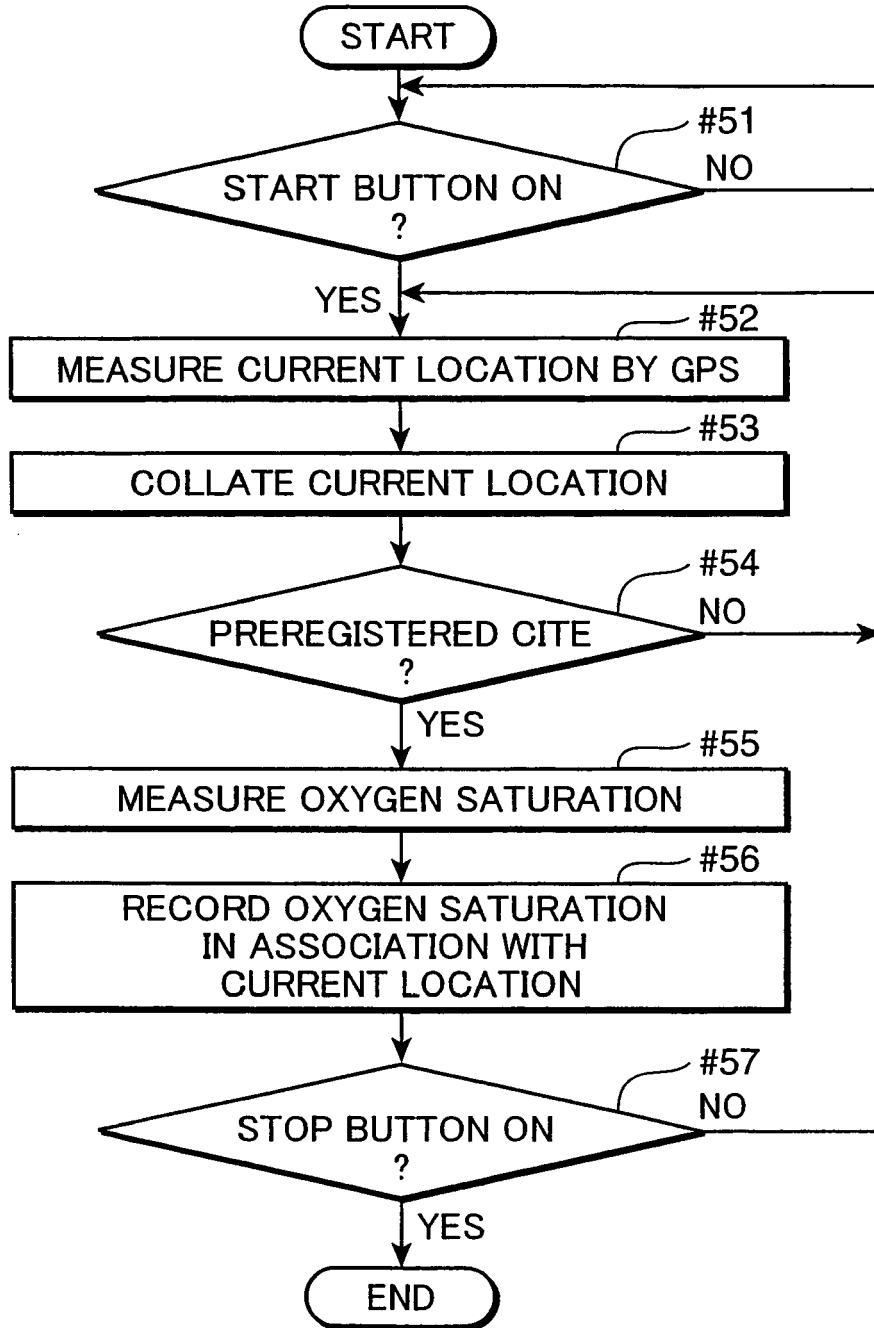 START
#51
NO
START BUTTON ON
?
YES
#52
MEASURE CURRENT LOCATION BY GPS
#53
COLLATE CURRENT LOCATION
#54
NO
PREREGISTERED CITE
?
YES
#55
MEASURE OXYGEN SATURATION
#56
RECORD OXYGEN SATURATION
IN ASSOCIATION WITH
CURRENT LOCATION
#57
NO
STOP BUTTON ON
?
YES
END